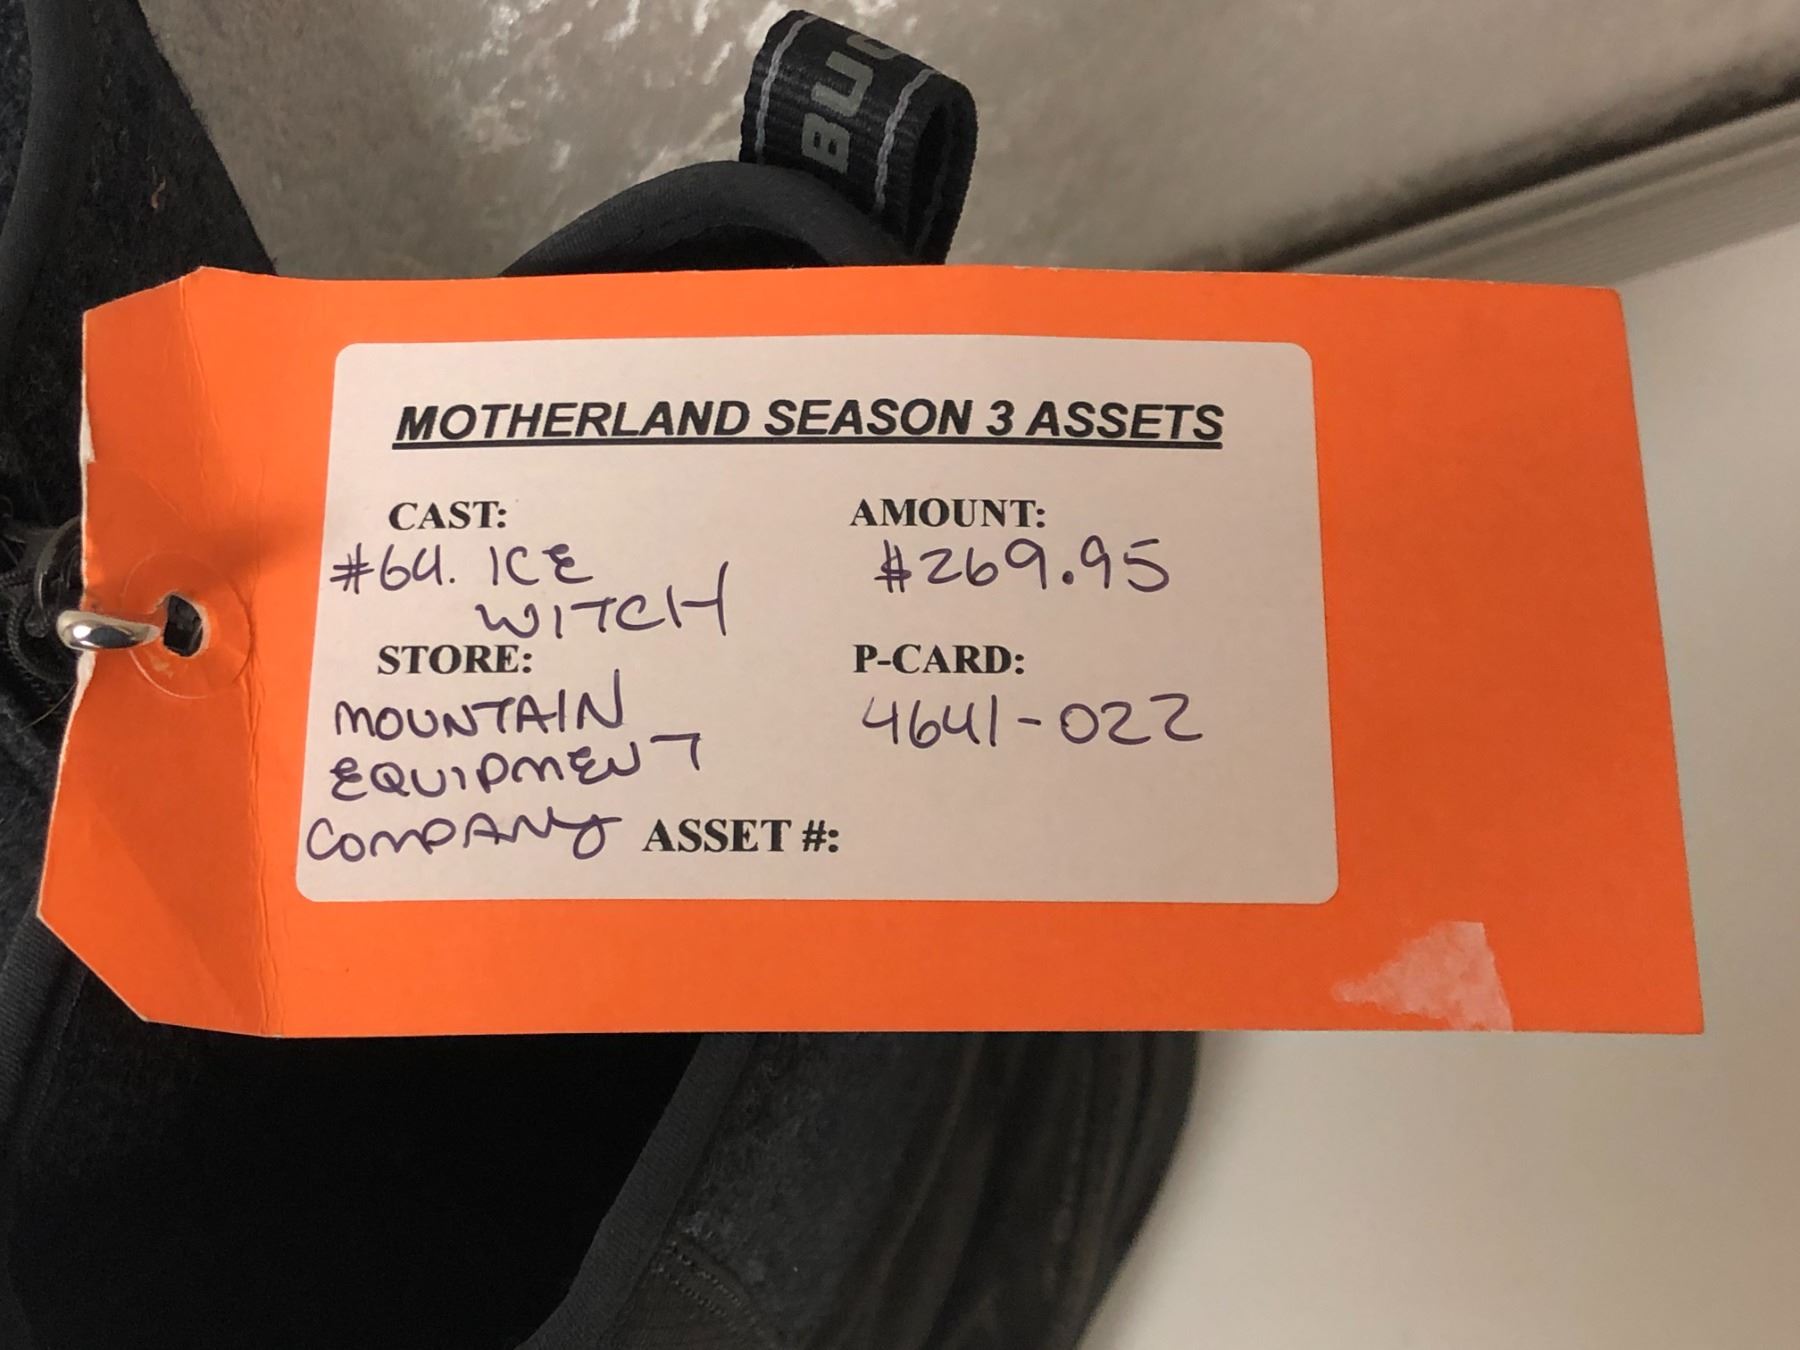 BU
MOTHERLAND SEASON 3 ASSETS
CAST:
#64. ICE
WITCH
AMOUNT:
$269.95
STORE:
MOUNTAIN
EQUIPMENT
COMPANY
P-CARD:
4641-022
ASSET #: